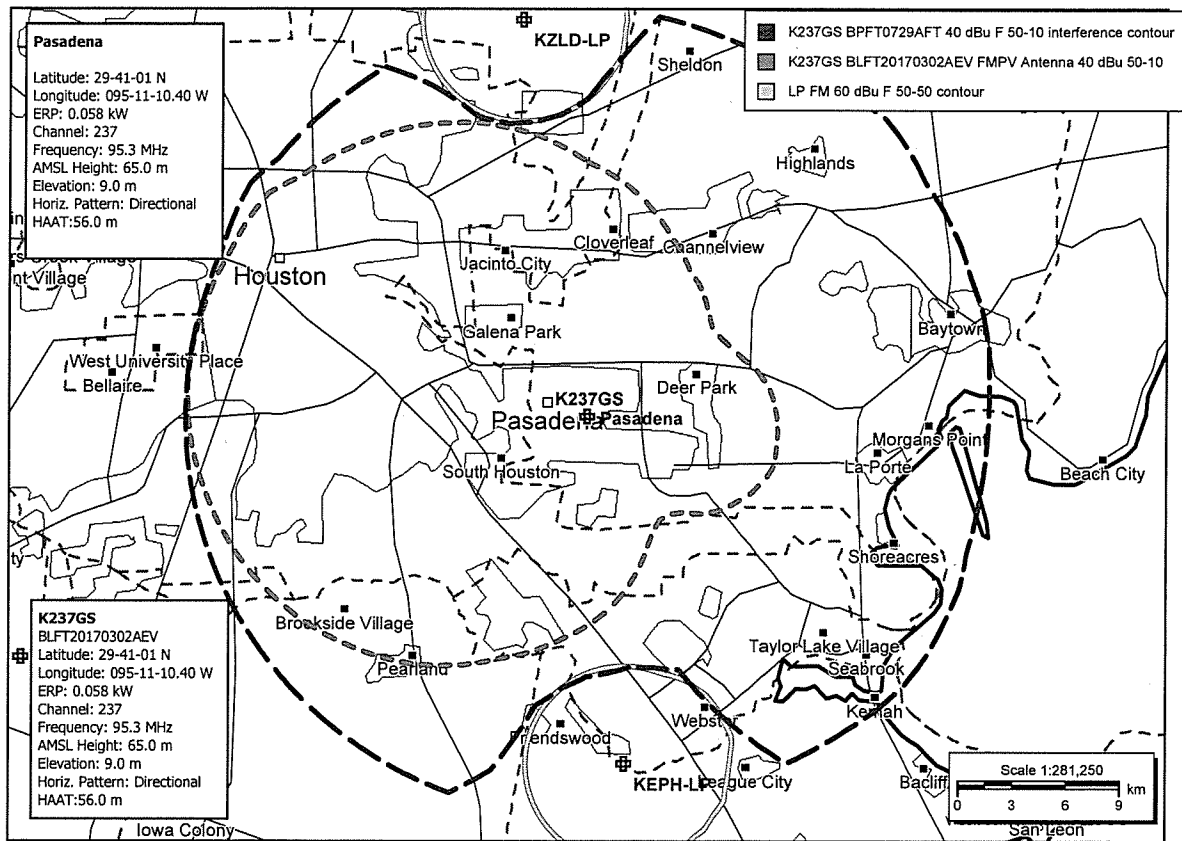 Pasadena
Latitude: 29-41-01 N
Longitude: 095-11-10.40 W
ERP: 0.058 kW
Channel: 237
Frequency: 95.3 MHz
AMSL Height: 65.0 m
Elevation: 9.0 m
Horiz. Pattern: Directional
HAAT:56.0 m
K237GS BPFT0729AFT 40 dBu F 50-10 interference contour
K237GS BLFT20170302AEV FMPV Antenna 40 dBu 50-10
LP FM 60 dBu F 50-50 contour
KZLD-LP
Sheldon
Highlands
Cloverleaf
Channelview
Jacinto City
Houston
nt Village
Galena Park
Baytown
West University Place
Bellaire
Deer Park
K237GS
Pasadena
Pasadena
Morgans Point
La Porte
Beach City
South Houston
Shoreacres
Brookside Village
Taylor Lake Village
Seabrook
Pearland
Kemah
Webster
Friendswood
KEPH-LP
League City
Bacliff
K237GS
BLFT20170302AEV
Latitude: 29-41-01 N
Longitude: 095-11-10.40 W
ERP: 0.058 kW
Channel: 237
Frequency: 95.3 MHz
AMSL Height: 65.0 m
Elevation: 9.0 m
Horiz. Pattern: Directional
HAAT:56.0 m
Scale 1:281,250
0 3 6 9 km
Iowa Colony
San Leon